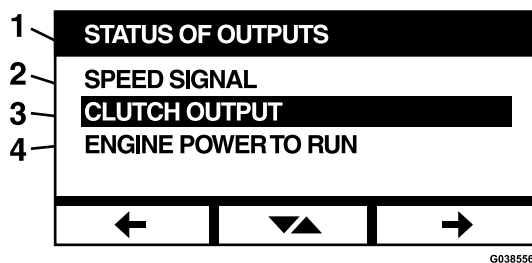 1 STATUS OF OUTPUTS
2 SPEED SIGNAL
3 CLUTCH OUTPUT
4 ENGINE POWER TO RUN
G038556